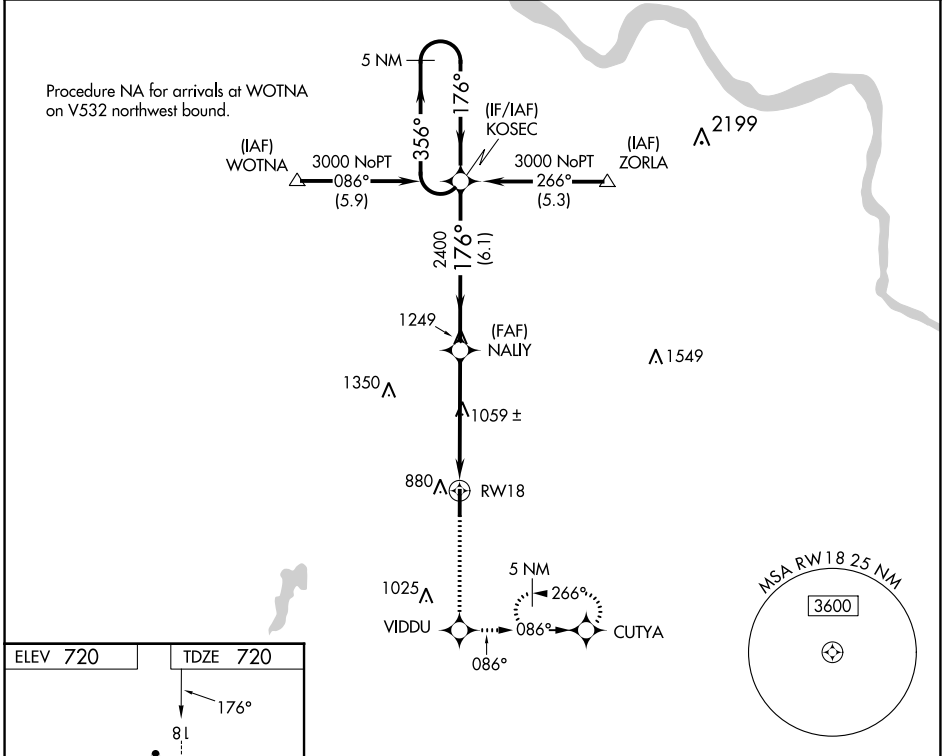 Procedure NA for arrivals at WOTNA
on V532 northwest bound.
5 NM
356°
176°
(IF/IAF)
KOSEC
2199
(IAF)
WOTNA
3000 NoPT
086°
(5.9)
3000 NoPT
266°
(5.3)
(IAF)
ZORLA
2400
176°
(6.1)
1249
(FAF)
NALIY
1549
1350
1059 ±
880
RW18
1025
5 NM
266°
VIDDU
086°
CUTYA
086°
MSA RW18 25 NM
3600
ELEV 720
TDZE 720
176°
18